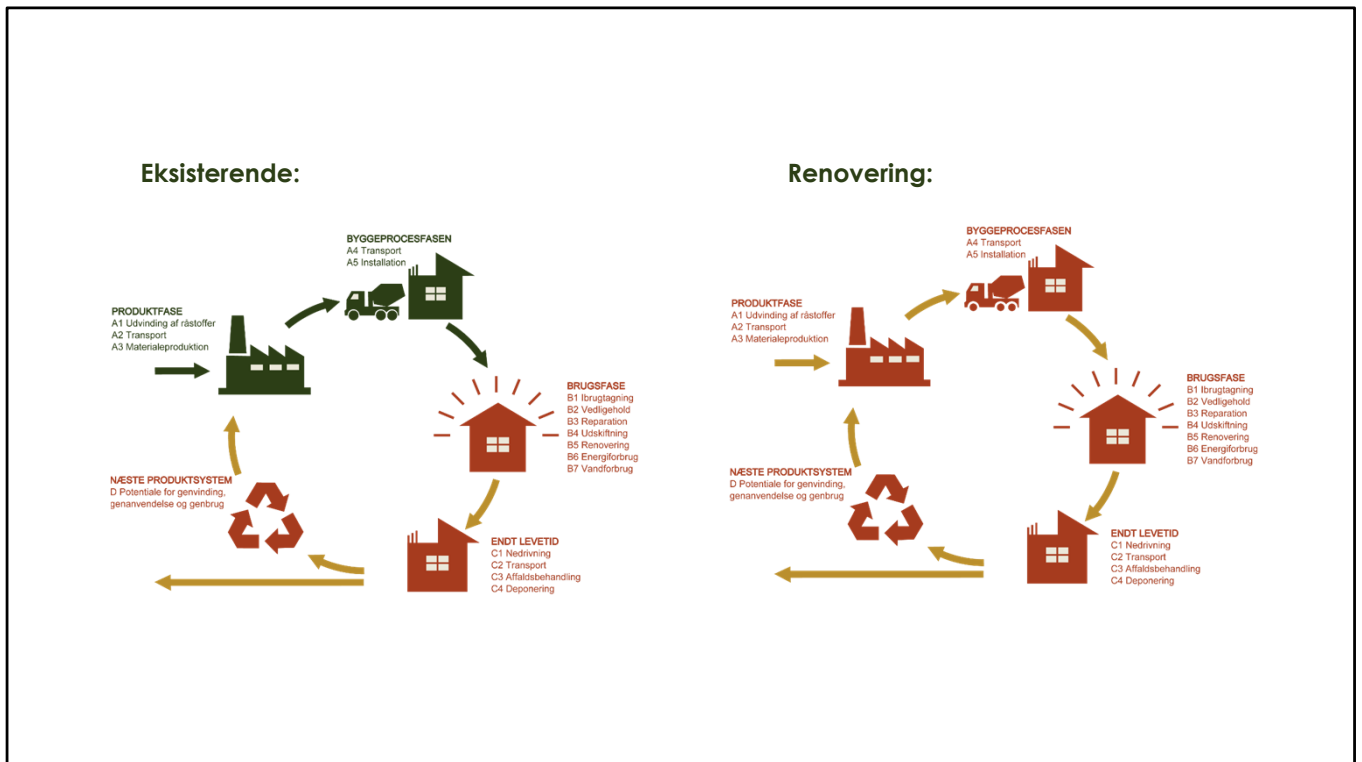 Eksisterende:
BYGGEPROCESFASEN
A4 Transport
A5 Installation
PRODUKTFASE
A1 Udvinding af råstoffer
A2 Transport
A3 Materialeproduktion
BRUGSFASE
B1 Ibrugtagning
B2 Vedligehold
B3 Reparation
B4 Udskiftning
B5 Renovering
B6 Energiforbrug
B7 Vandforbrug
NÆSTE PRODUKTSYSTEM
D Potentiale for genvinding,
genanvendelse og genbrug
ENDT LEVETID
C1 Nedrivning
C2 Transport
C3 Affaldsbehandling
C4 Deponering
Renovering:
BYGGEPROCESFASEN
A4 Transport
A5 Installation
PRODUKTFASE
A1 Udvinding af råstoffer
A2 Transport
A3 Materialeproduktion
BRUGSFASE
B1 Ibrugtagning
B2 Vedligehold
B3 Reparation
B4 Udskiftning
B5 Renovering
B6 Energiforbrug
B7 Vandforbrug
NÆSTE PRODUKTSYSTEM
D Potentiale for genvinding,
genanvendelse og genbrug
ENDT LEVETID
C1 Nedrivning
C2 Transport
C3 Affaldsbehandling
C4 Deponering